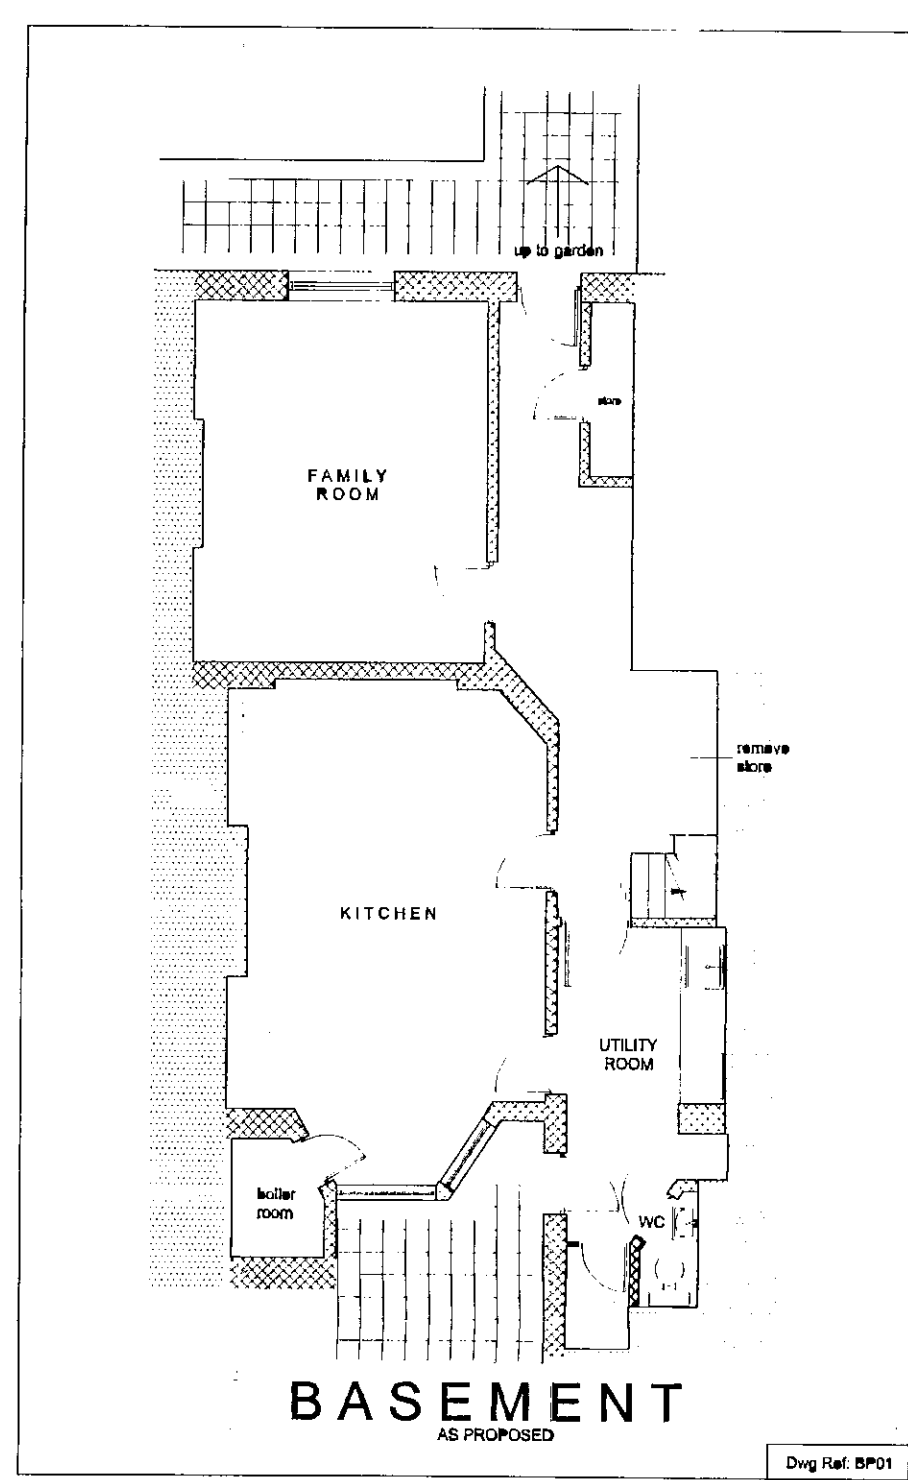 up to garden
store
FAMILY
ROOM
remove
store
KITCHEN
UTILITY
ROOM
boiler
room
WC
BASEMENT
AS PROPOSED
Dwg Ref: BP01